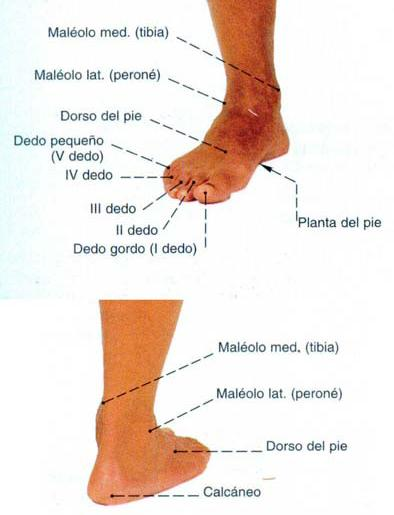 Maléolo med. (tibia)
Maléolo lat. (peroné)
Dorso del pie
Dedo pequeño
(V dedo)
IV dedo
III dedo
II dedo
Dedo gordo (I dedo)
Planta del pie
Maléolo med. (tibia)
Maléolo lat. (peroné)
Dorso del pie
Calcáneo